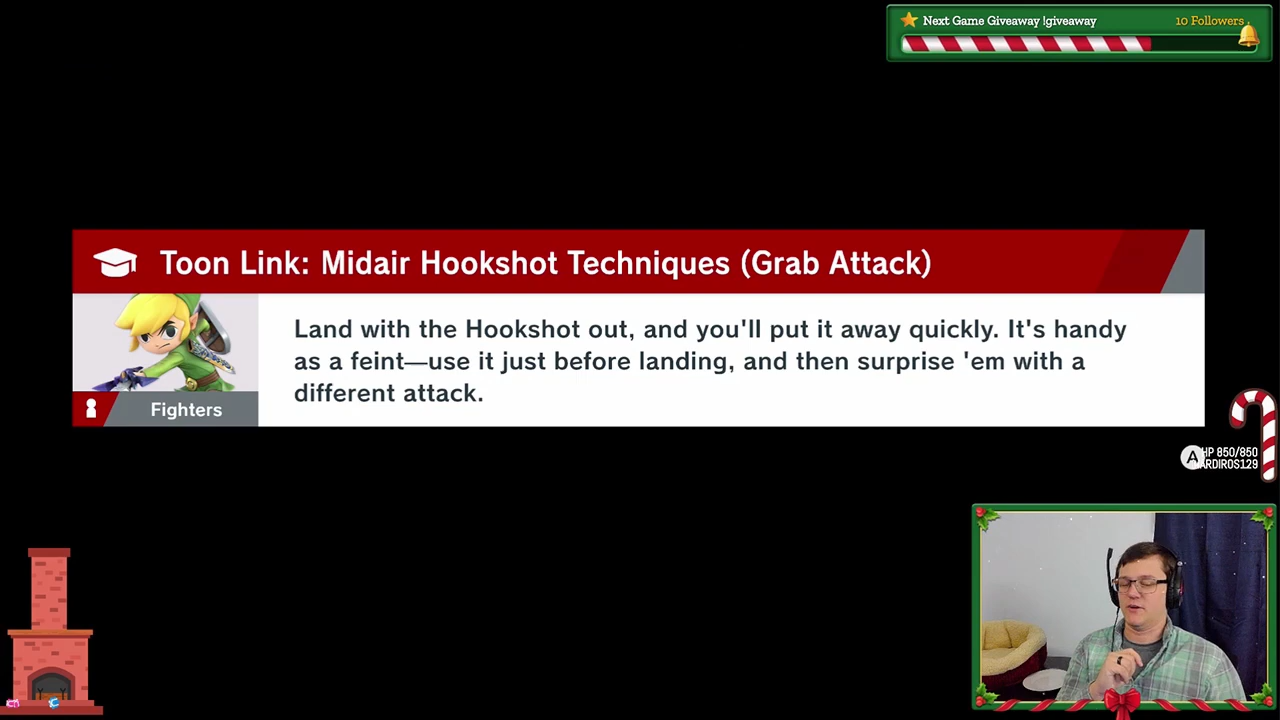 Next Game Giveaway !giveaway
10 Followers
Toon Link: Midair Hookshot Techniques (Grab Attack)
Land with the Hookshot out, and you'll put it away quickly. It's handy
as a feint—use it just before landing, and then surprise 'em with a
different attack.
Fighters
A
HP 850/850